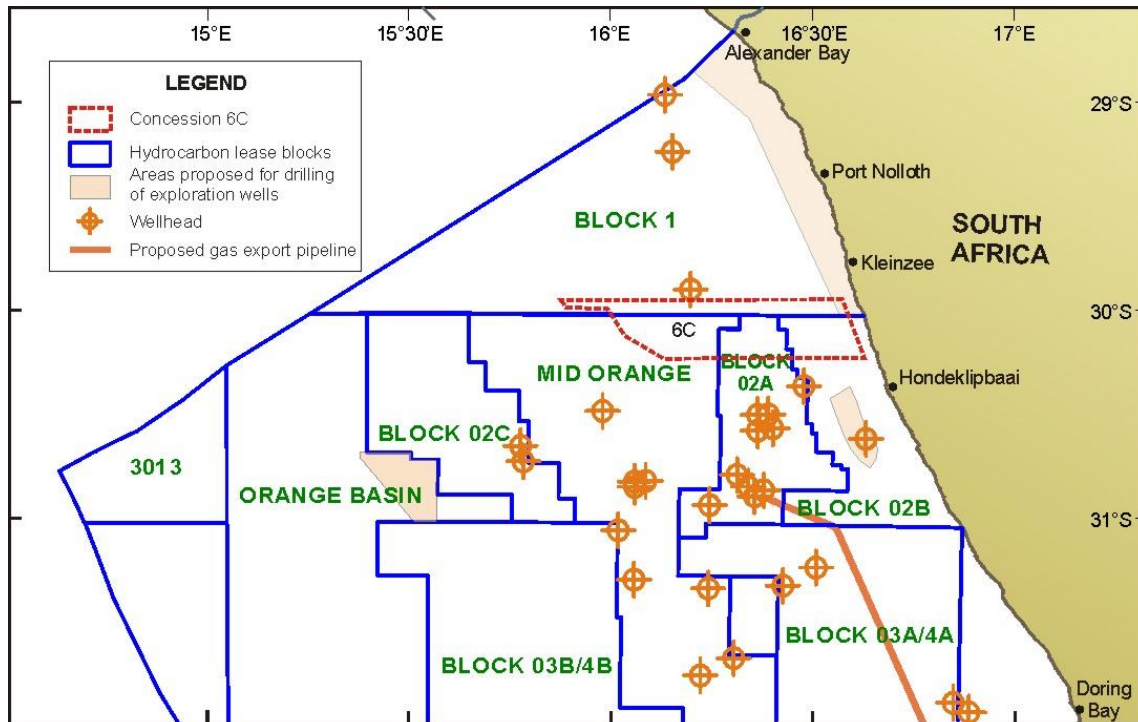 15°E
15°30'E
16°E
16°30'E
17°E
Alexander Bay
LEGEND
Concession 6C
Hydrocarbon lease blocks
Areas proposed for drilling
of exploration wells
Wellhead
Proposed gas export pipeline
29°S
Port Nolloth
BLOCK 1
SOUTH
AFRICA
Kleinzee
30°S
6C
MID ORANGE
BLOCK
02A
Hondeklipbaai
BLOCK 02C
3013
ORANGE BASIN
BLOCK 02B
31°S
BLOCK 03B/4B
BLOCK 03A/4A
Doring
Bay